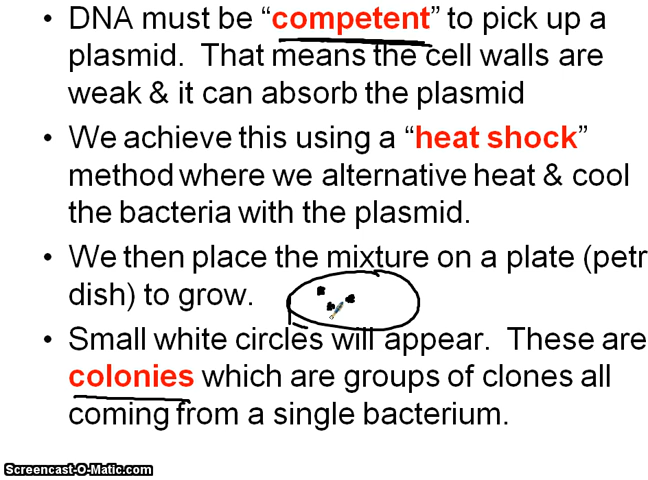 • DNA must be “competent” to pick up a
plasmid. That means the cell walls are
weak & it can absorb the plasmid
• We achieve this using a “heat shock”
method where we alternative heat & cool
the bacteria with the plasmid.
• We then place the mixture on a plate (petr
dish) to grow.
• Small white circles will appear. These are
colonies which are groups of clones all
coming from a single bacterium.
Screencast-O-Matic.com